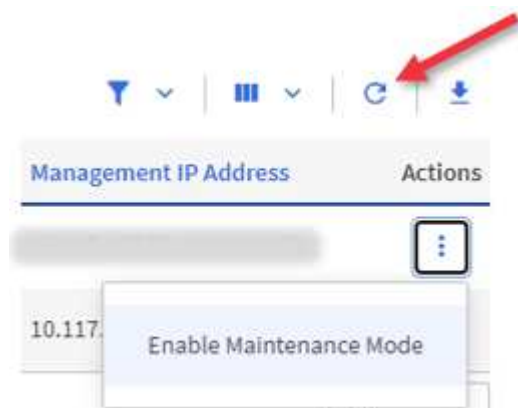 Management IP Address Actions
10.117.
Enable Maintenance Mode